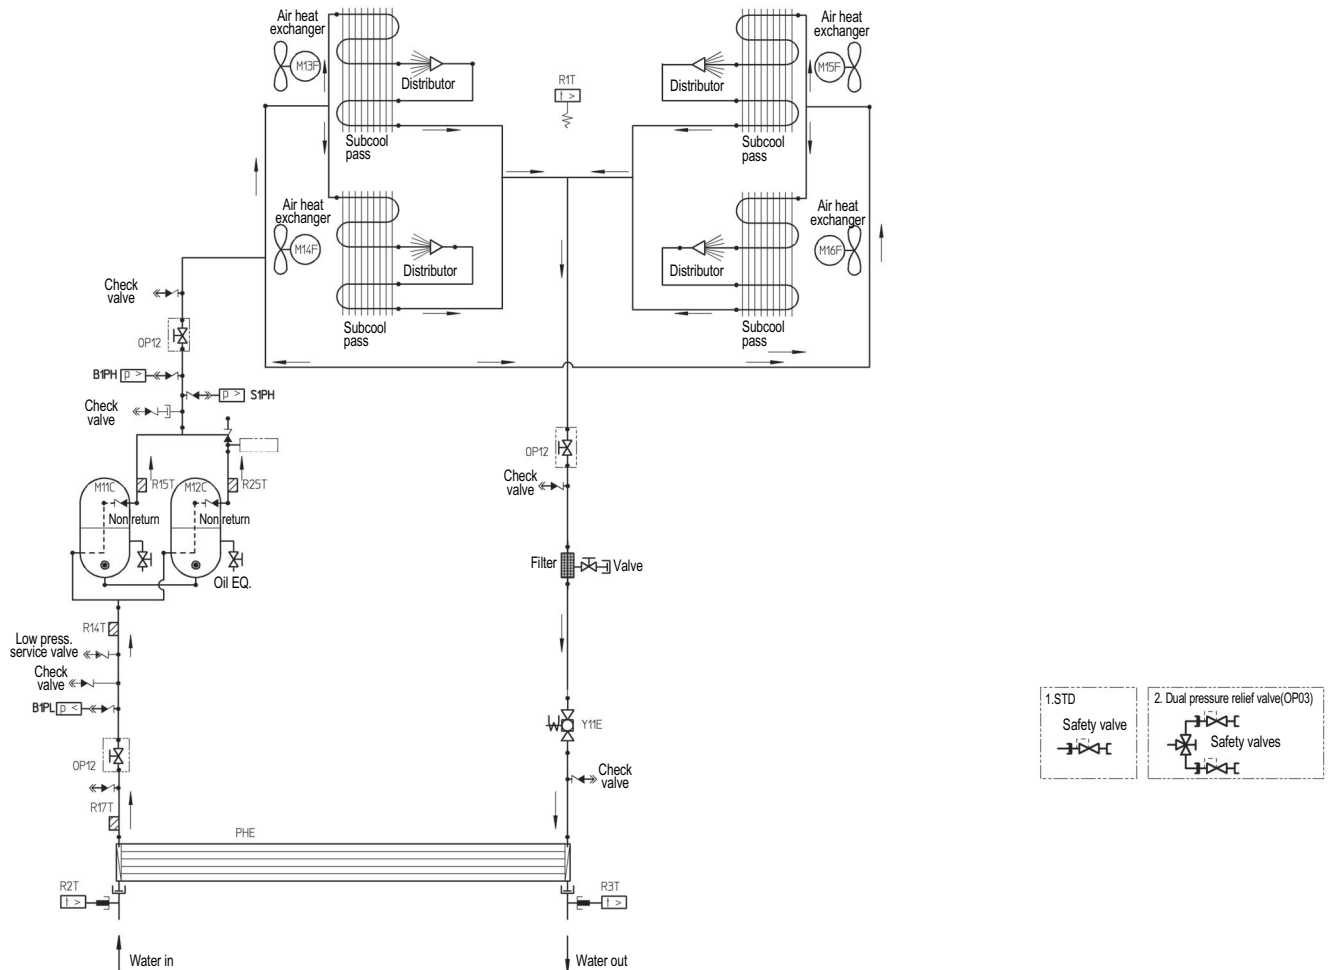 Air heat
exchanger
M13F
Distributor
Subcool
pass
R1T
t >
Air heat
exchanger
M15F
Distributor
Subcool
pass
Air heat
exchanger
M14F
Distributor
Subcool
pass
Air heat
exchanger
M16F
Distributor
Subcool
pass
Check
valve
OP12
B1PH
p >
p >
S1PH
Check
valve
M11C
R15T
M12C
R25T
Non return
Non return
Oil EQ.
OP12
Check
valve
Filter
Valve
R14T
Low press.
service valve
Check
valve
B1PL
p <
OP12
R17T
Y11E
Check
valve
PHE
R2T
t >
R3T
t >
Water in
Water out
1.STD
Safety valve
2. Dual pressure relief valve(OP03)
Safety valves